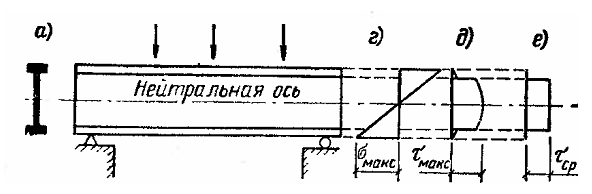 а)
г)
д)
е)
Нейтральная ось
σмакс
τмакс
τср